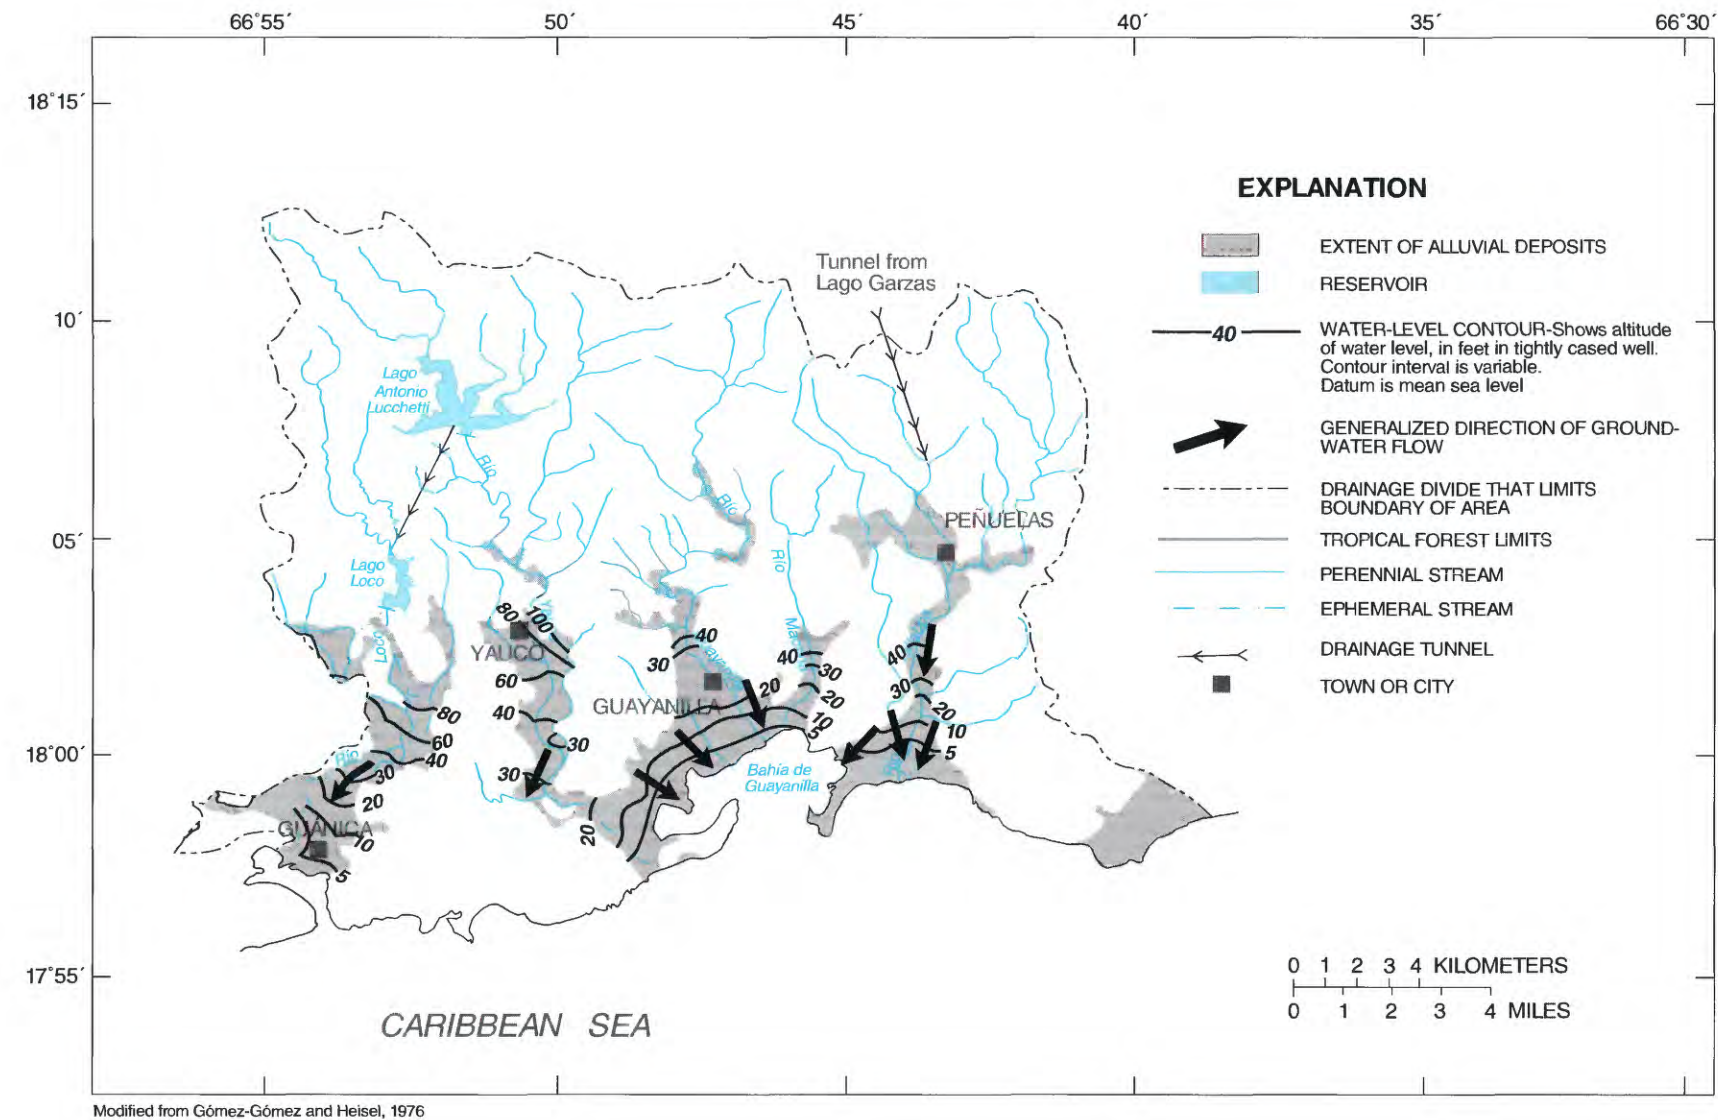 66°55′ 50′ 45′ 40′ 35′ 66°30′
18°15′
10′
05′
18°00′
17°55′
Tunnel from
Lago Garzas
Lago
Antonio
Lucchetti
Río
Río
Río
PEÑUELAS
Lago
Loco
Loco
80 100
YAUCO
60
40
30
30
40
30
GUAYANILLA
20
20
Ma
40
30
20
10
5
40
30
20
10
5
80
60
40
Río
30
20
GUÁNICA
10
5
Bahía de
Guayanilla
CARIBBEAN SEA
EXPLANATION
EXTENT OF ALLUVIAL DEPOSITS
RESERVOIR
40
WATER-LEVEL CONTOUR-Shows altitude
of water level, in feet in tightly cased well.
Contour interval is variable.
Datum is mean sea level
GENERALIZED DIRECTION OF GROUND-
WATER FLOW
DRAINAGE DIVIDE THAT LIMITS
BOUNDARY OF AREA
TROPICAL FOREST LIMITS
PERENNIAL STREAM
EPHEMERAL STREAM
DRAINAGE TUNNEL
TOWN OR CITY
0 1 2 3 4 KILOMETERS
0 1 2 3 4 MILES
Modified from Gómez-Gómez and Heisel, 1976